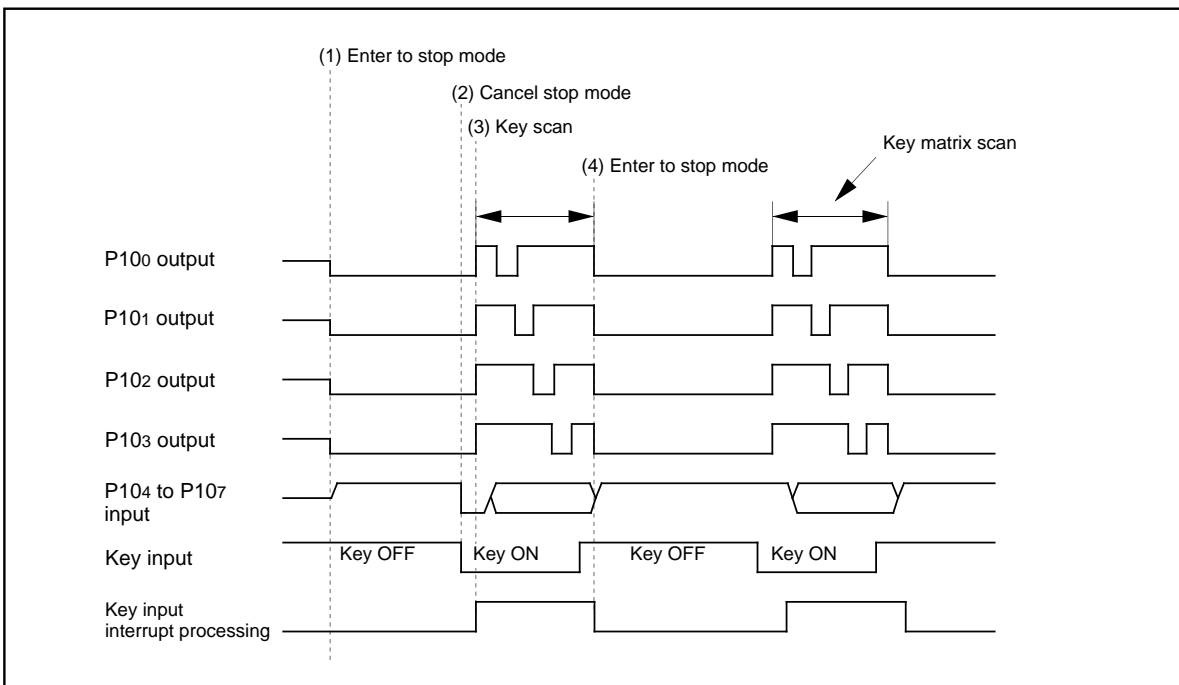 (1) Enter to stop mode
(2) Cancel stop mode
(3) Key scan
(4) Enter to stop mode
Key matrix scan
P100 output
P101 output
P102 output
P103 output
P104 to P107
input
Key input
Key OFF
Key ON
Key OFF
Key ON
Key input
interrupt processing